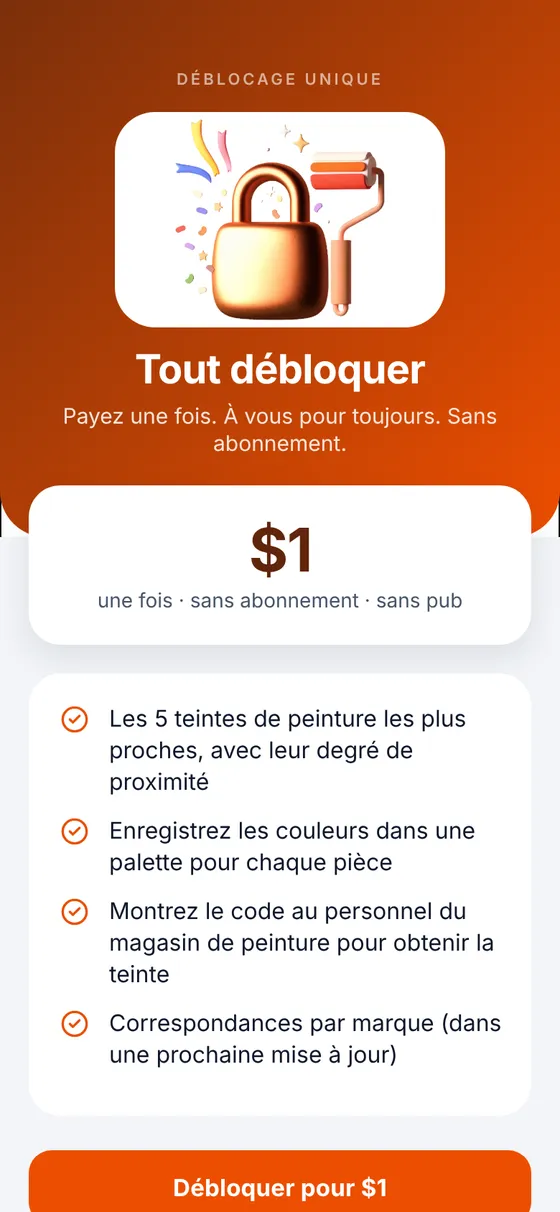 DÉBLOCAGE UNIQUE
Tout débloquer
Payez une fois. À vous pour toujours. Sans
abonnement.
$1
une fois · sans abonnement · sans pub
Les 5 teintes de peinture les plus
proches, avec leur degré de
proximité
Enregistrez les couleurs dans une
palette pour chaque pièce
Montrez le code au personnel du
magasin de peinture pour obtenir la
teinte
Correspondances par marque (dans
une prochaine mise à jour)
Débloquer pour $1